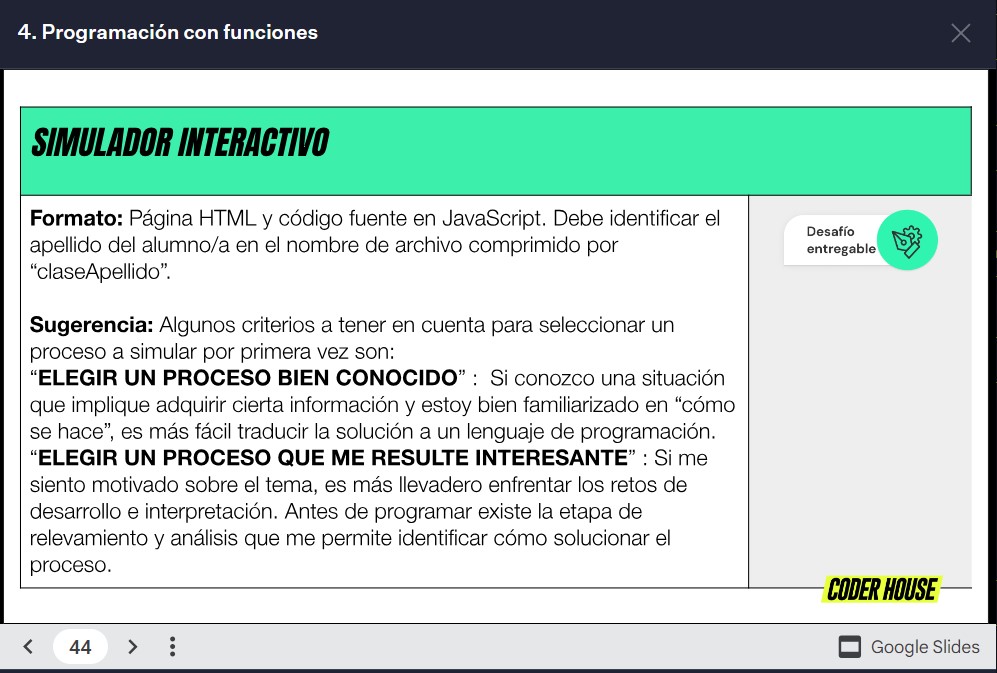 4. Programación con funciones
SIMULADOR INTERACTIVO
Formato: Página HTML y código fuente en JavaScript. Debe identificar el
apellido del alumno/a en el nombre de archivo comprimido por
“claseApellido”.
Sugerencia: Algunos criterios a tener en cuenta para seleccionar un
proceso a simular por primera vez son:
“ELEGIR UN PROCESO BIEN CONOCIDO” :  Si conozco una situación
que implique adquirir cierta información y estoy bien familiarizado en “cómo
se hace”, es más fácil traducir la solución a un lenguaje de programación.
“ELEGIR UN PROCESO QUE ME RESULTE INTERESANTE” : Si me
siento motivado sobre el tema, es más llevadero enfrentar los retos de
desarrollo e interpretación. Antes de programar existe la etapa de
relevamiento y análisis que me permite identificar cómo solucionar el
proceso.
Desafío
entregable
CODER HOUSE
44
Google Slides